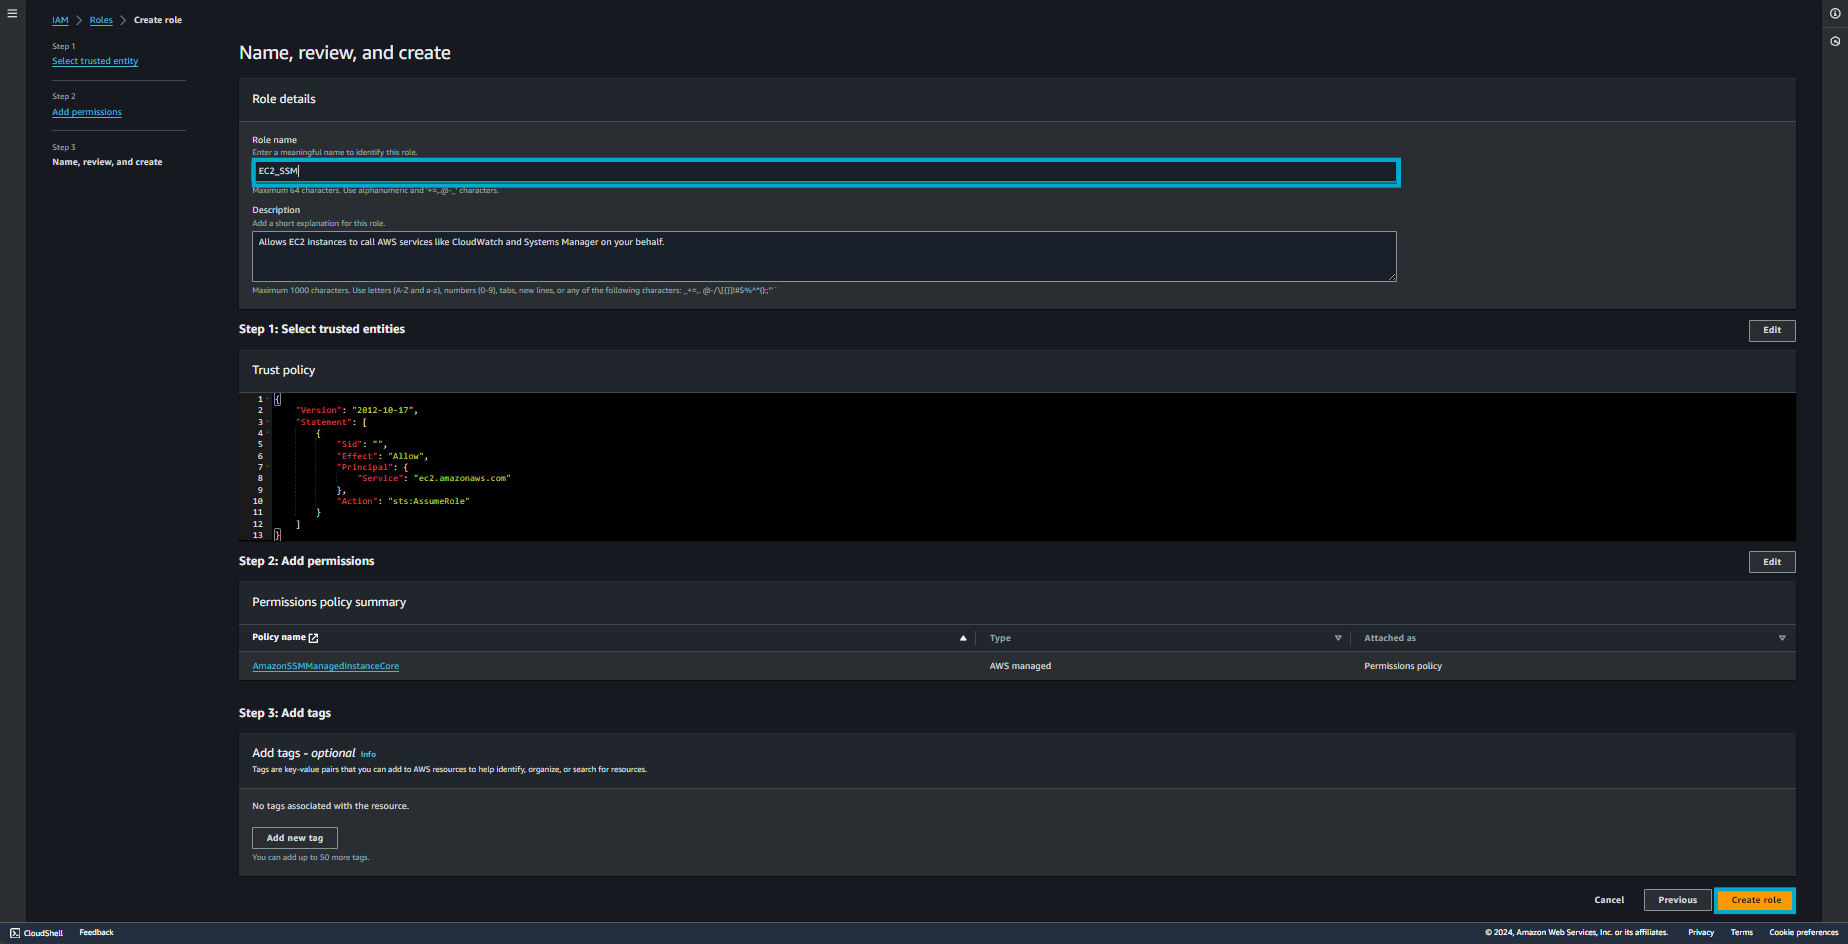 IAM > Roles > Create role
Step 1
Select trusted entity
Step 2
Add permissions
Step 3
Name, review, and create
Name, review, and create
Role details
Role name
Enter a meaningful name to identify this role.
EC2_SSM
Maximum 64 characters. Use alphanumeric and '+=,.@-_' characters.
Description
Add a short explanation for this role.
Allows EC2 instances to call AWS services like CloudWatch and Systems Manager on your behalf.
Maximum 1000 characters. Use letters (A-Z and a-z), numbers (0-9), tabs, new lines, or any of the following characters:
Step 1: Select trusted entities
Edit
Trust policy
1 {
2 "Version": "2012-10-17",
3 "Statement": [
4 {
5 "Sid": "",
6 "Effect": "Allow",
7 "Principal": {
8 "Service": "ec2.amazonaws.com"
9 },
10 "Action": "sts:AssumeRole"
11 }
12 ]
13 }
Step 2: Add permissions
Edit
Permissions policy summary
Policy name Type Attached as
AmazonSSMManagedInstanceCore AWS managed Permissions policy
Step 3: Add tags
Add tags - optional Info
Tags are key-value pairs that you can add to AWS resources to help identify, organize, or search for resources.
No tags associated with the resource.
Add new tag
You can add up to 50 more tags.
Cancel Previous Create role
CloudShell Feedback © 2024, Amazon Web Services, Inc. or its affiliates. Privacy Terms Cookie preferences